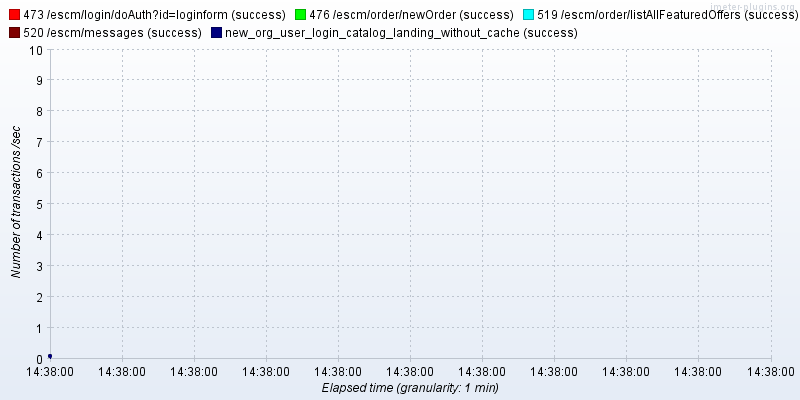 jmeter-plugins.org
473 /escm/login/doAuth?id=loginform (success) 476 /escm/order/newOrder (success) 519 /escm/order/listAllFeaturedOffers (success)
520 /escm/messages (success) new_org_user_login_catalog_landing_without_cache (success)
10
9
8
7
6
5
4
3
2
1
0
Number of transactions /sec
14:38:00 14:38:00 14:38:00 14:38:00 14:38:00 14:38:00 14:38:00 14:38:00 14:38:00 14:38:00 14:38:00
Elapsed time (granularity: 1 min)